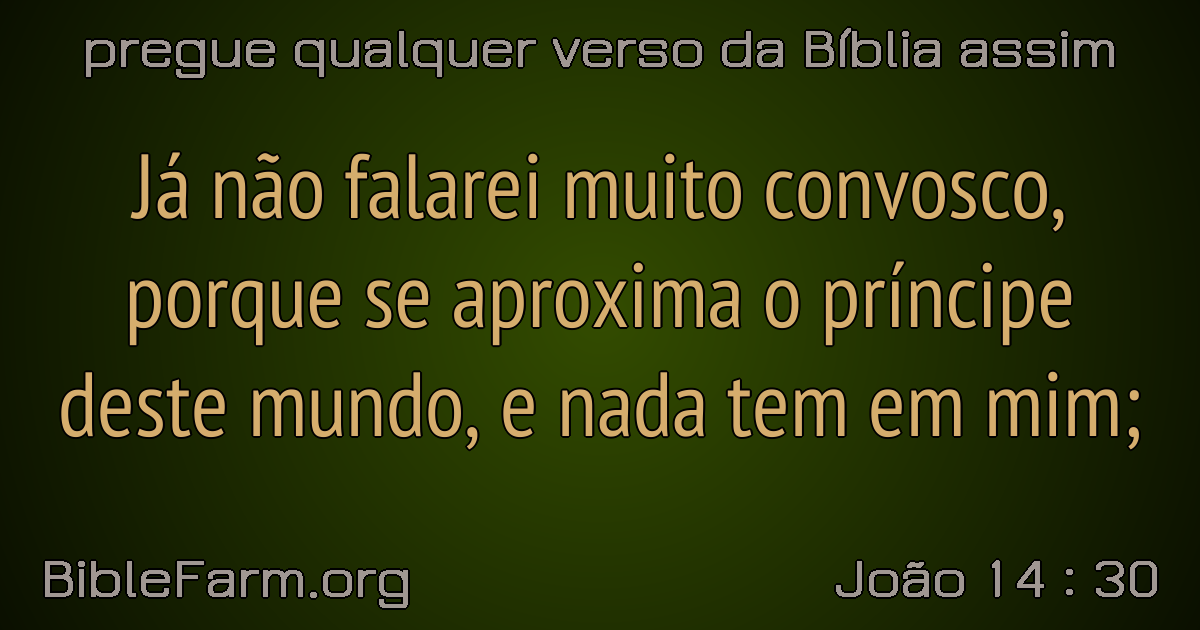 pregue qualquer verso da Bíblia assim
Já não falarei muito convosco,
porque se aproxima o príncipe
deste mundo, e nada tem em mim;
BibleFarm.org
João 14 : 30